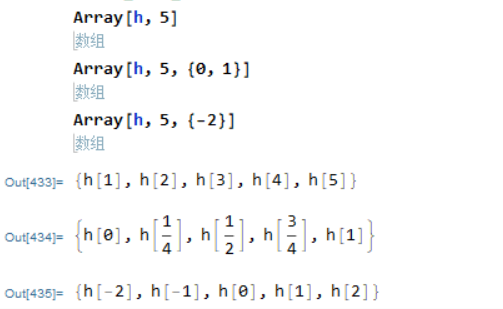 Array[h, 5]
数组
Array[h, 5, {0, 1}]
数组
Array[h, 5, {-2}]
数组
Out[433]= {h[1], h[2], h[3], h[4], h[5]}
Out[434]= {h[0], h[1/4], h[1/2], h[3/4], h[1]}
Out[435]= {h[-2], h[-1], h[0], h[1], h[2]}